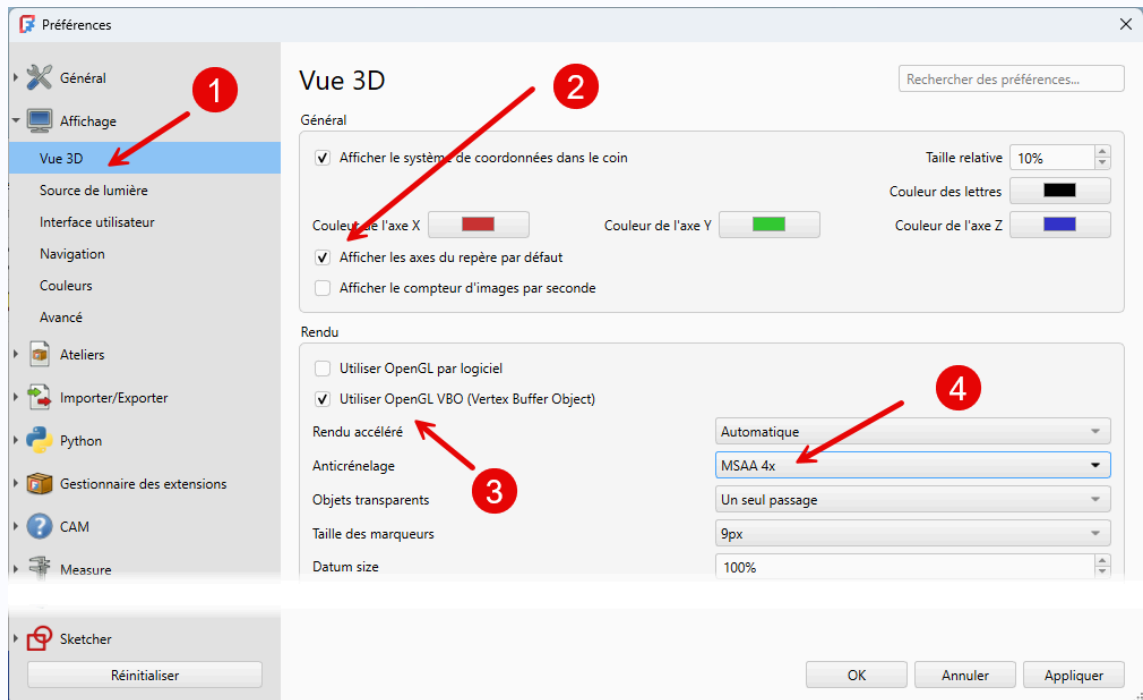 Préférences
Général
1
Affichage
Vue 3D
Source de lumière
Interface utilisateur
Navigation
Couleurs
Avancé
Ateliers
Importer/Exporter
Python
Gestionnaire des extensions
CAM
Measure
Sketcher
Réinitialiser
Vue 3D
2
Rechercher des préférences...
Général
Afficher le système de coordonnées dans le coin
Taille relative 10%
Couleur des lettres
Couleur de l'axe X Couleur de l'axe Y Couleur de l'axe Z
Afficher les axes du repère par défaut
Afficher le compteur d'images par seconde
Rendu
Utiliser OpenGL par logiciel
4
Utiliser OpenGL VBO (Vertex Buffer Object)
Rendu accéléré Automatique
Anticrénelage MSAA 4x
3
Objets transparents Un seul passage
Taille des marqueurs 9px
Datum size 100%
OK Annuler Appliquer